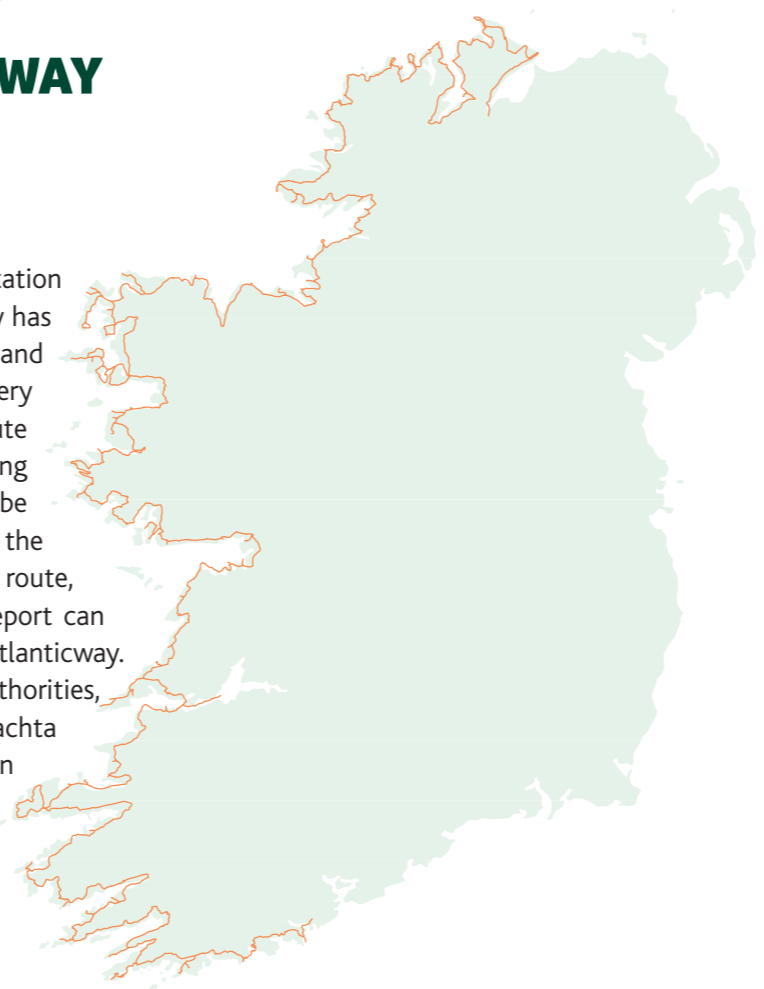 WAY
tation
y has
and
ery
ute
ng
be
the
route,
eport can
tlanticway.
thorities,
achta
n